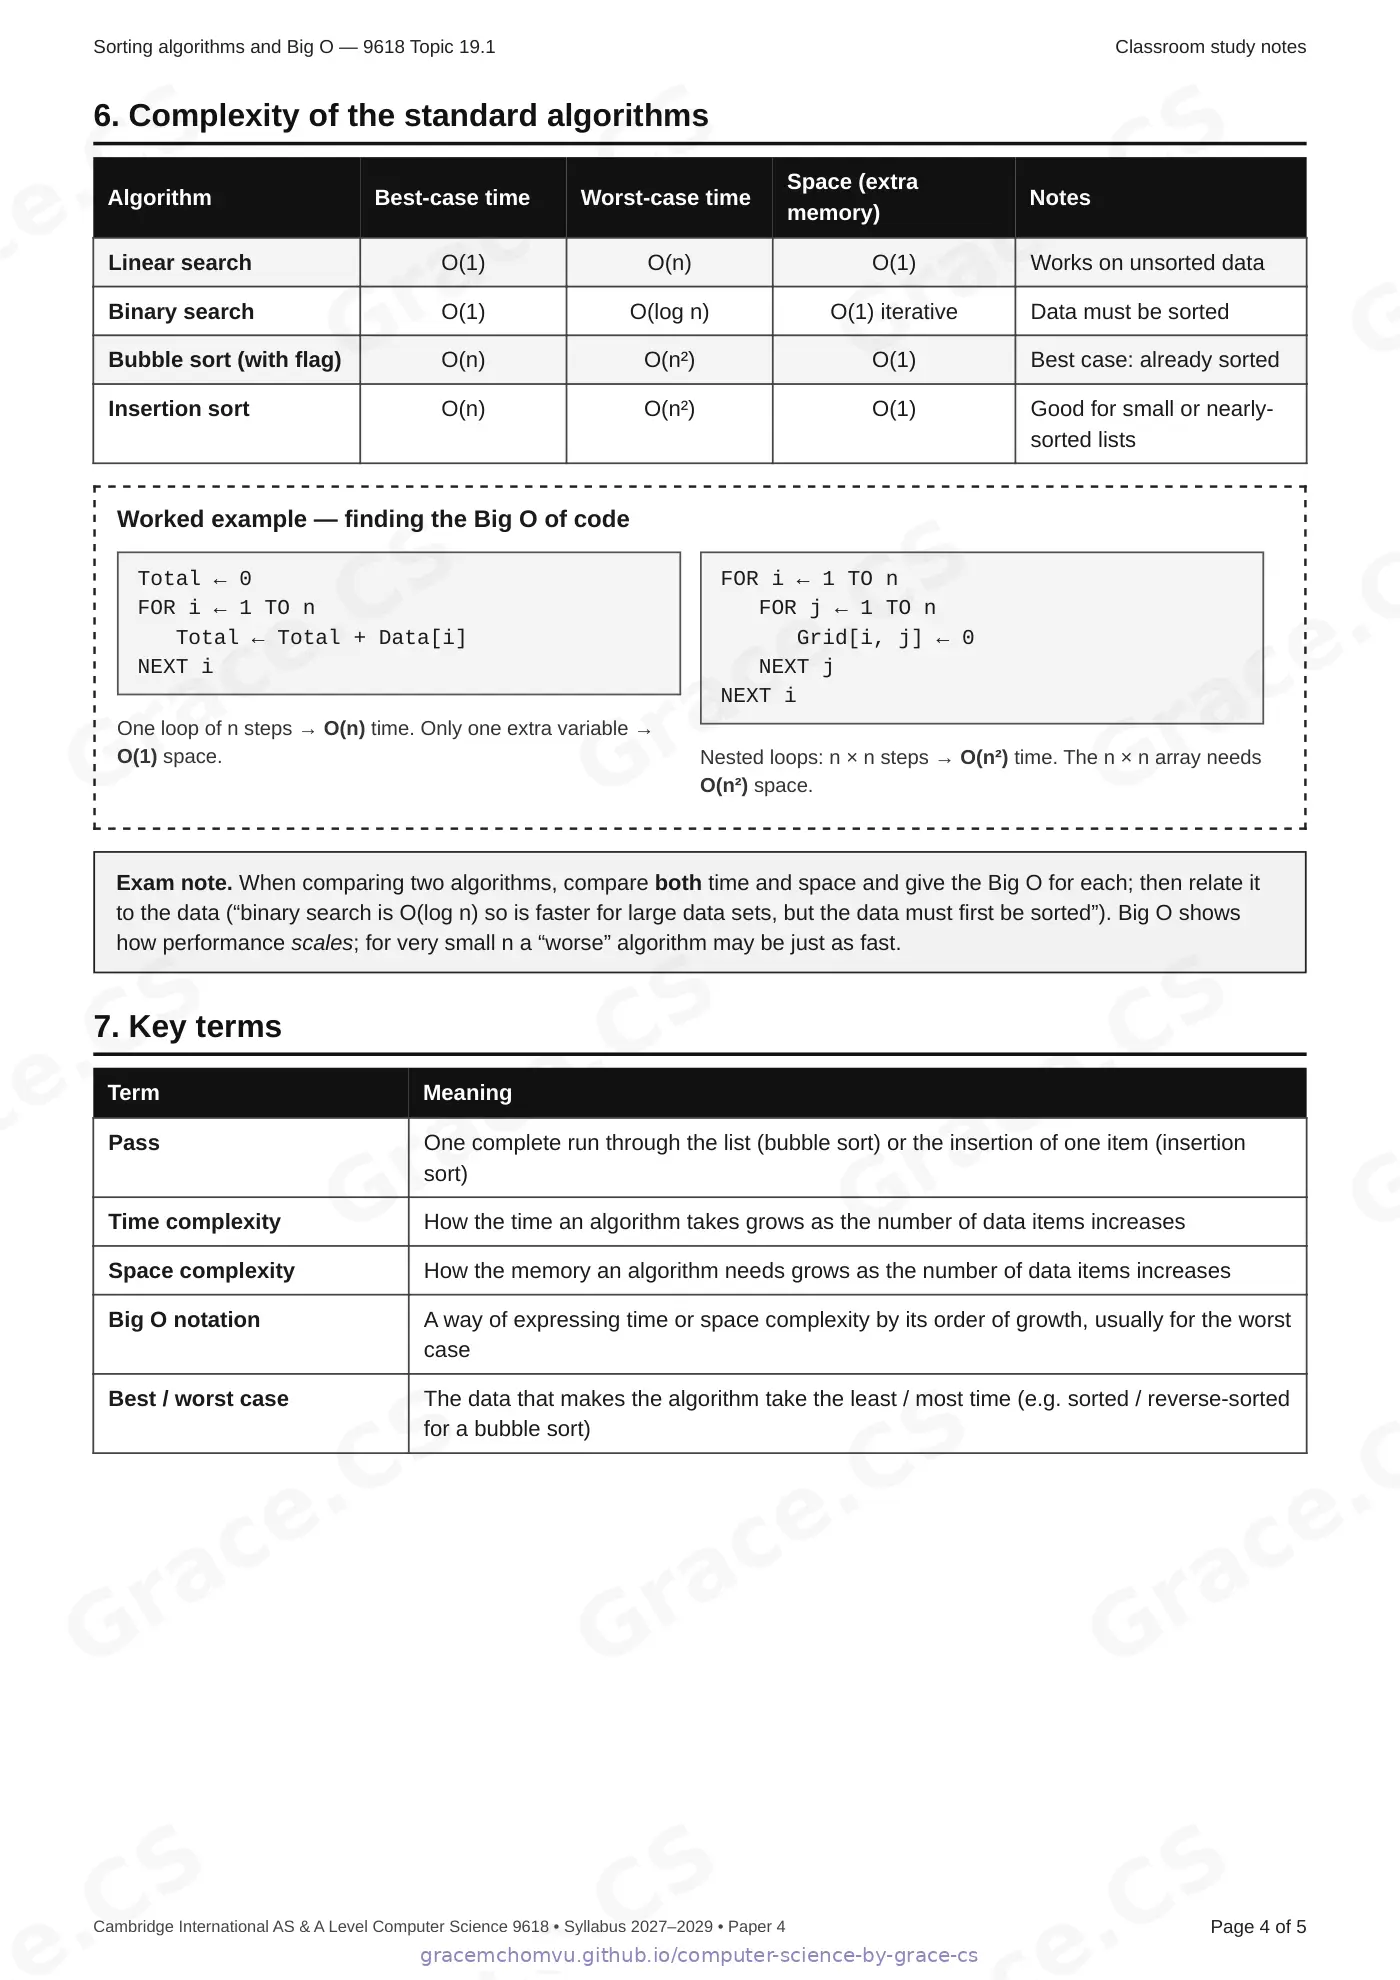 Sorting algorithms and Big O — 9618 Topic 19.1
Classroom study notes
6. Complexity of the standard algorithms
Algorithm
Best-case time
Worst-case time
Space (extra
memory)
Notes
Linear search
O(1)
O(n)
O(1)
Works on unsorted data
Binary search
O(1)
O(log n)
O(1) iterative
Data must be sorted
Bubble sort (with flag)
O(n)
O(n²)
O(1)
Best case: already sorted
Insertion sort
O(n)
O(n²)
O(1)
Good for small or nearly-
sorted lists
Worked example — finding the Big O of code
Total ← 0
FOR i ← 1 TO n
   Total ← Total + Data[i]
NEXT i
One loop of n steps → O(n) time. Only one extra variable →
O(1) space.
FOR i ← 1 TO n
   FOR j ← 1 TO n
      Grid[i, j] ← 0
   NEXT j
NEXT i
Nested loops: n × n steps → O(n²) time. The n × n array needs
O(n²) space.
Exam note. When comparing two algorithms, compare both time and space and give the Big O for each; then relate it
to the data (“binary search is O(log n) so is faster for large data sets, but the data must first be sorted”). Big O shows
how performance scales; for very small n a “worse” algorithm may be just as fast.
7. Key terms
Term
Meaning
Pass
One complete run through the list (bubble sort) or the insertion of one item (insertion
sort)
Time complexity
How the time an algorithm takes grows as the number of data items increases
Space complexity
How the memory an algorithm needs grows as the number of data items increases
Big O notation
A way of expressing time or space complexity by its order of growth, usually for the worst
case
Best / worst case
The data that makes the algorithm take the least / most time (e.g. sorted / reverse-sorted
for a bubble sort)
Grace.CS
Cambridge International AS & A Level Computer Science 9618 • Syllabus 2027–2029 • Paper 4
Page 4 of 5
gracemchomvu.github.io/computer-science-by-grace-cs